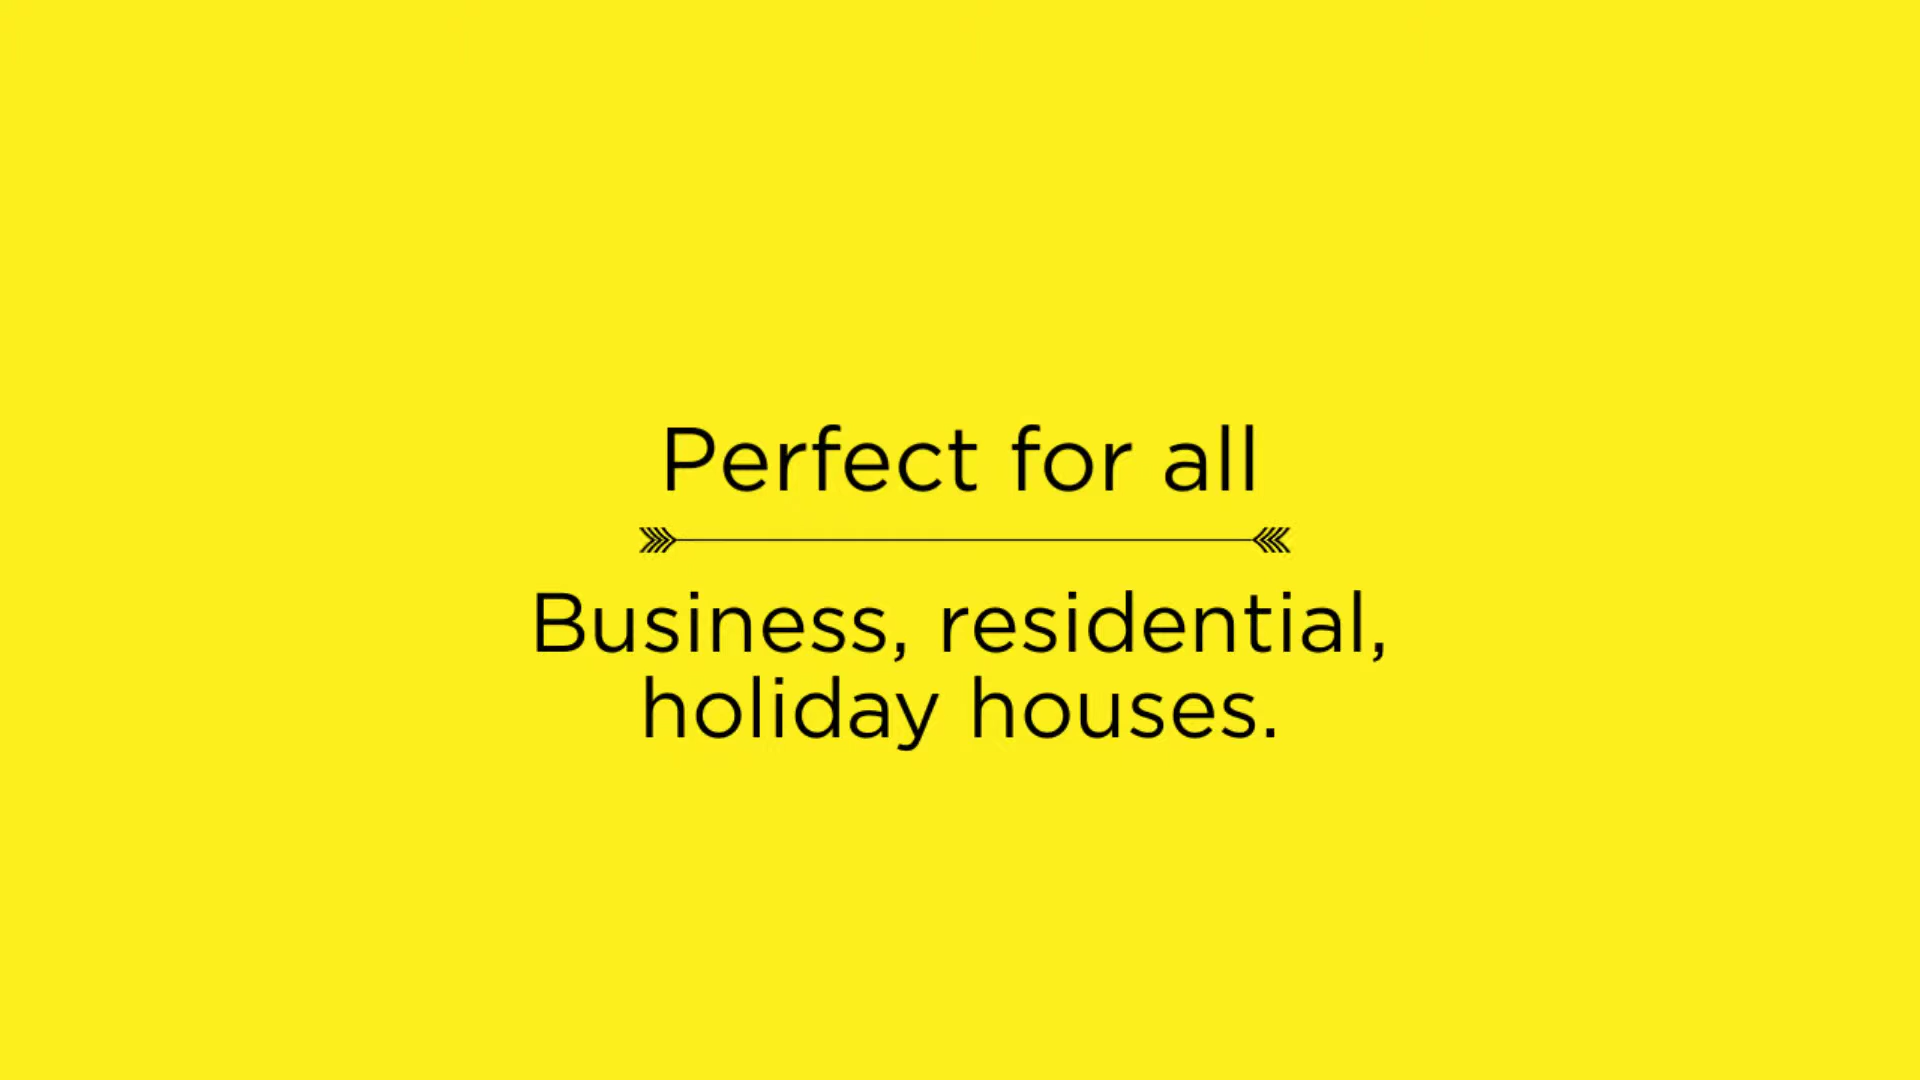 Perfect for all
Business, residential,
holiday houses.